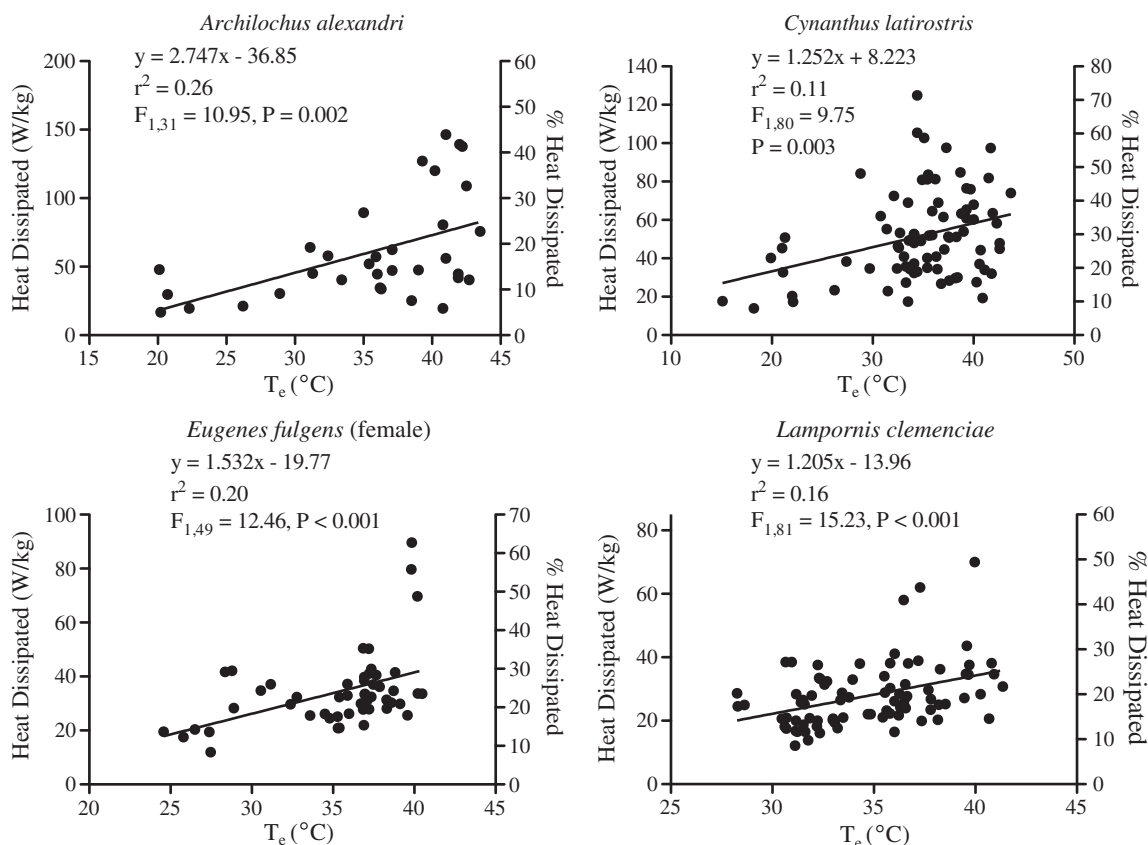 Archilochus alexandri
y = 2.747x - 36.85
r² = 0.26
F1,31 = 10.95, P = 0.002
Heat Dissipated (W/kg)
200
150
100
50
0
15 20 25 30 35 40 45
Te (°C)
60
50
40
30
20
10
0
% Heat Dissipated
Cynanthus latirostris
y = 1.252x + 8.223
r² = 0.11
F1,80 = 9.75
P = 0.003
Heat Dissipated (W/kg)
140
120
100
80
60
40
20
0
10 20 30 40 50
Te (°C)
80
70
60
50
40
30
20
10
0
% Heat Dissipated
Eugenes fulgens (female)
y = 1.532x - 19.77
r² = 0.20
F1,49 = 12.46, P < 0.001
Heat Dissipated (W/kg)
100
80
60
40
20
0
20 25 30 35 40 45
Te (°C)
70
60
50
40
30
20
10
0
% Heat Dissipated
Lampornis clemenciae
y = 1.205x - 13.96
r² = 0.16
F1,81 = 15.23, P < 0.001
Heat Dissipated (W/kg)
80
60
40
20
0
25 30 35 40 45
Te (°C)
60
50
40
30
20
10
0
% Heat Dissipated